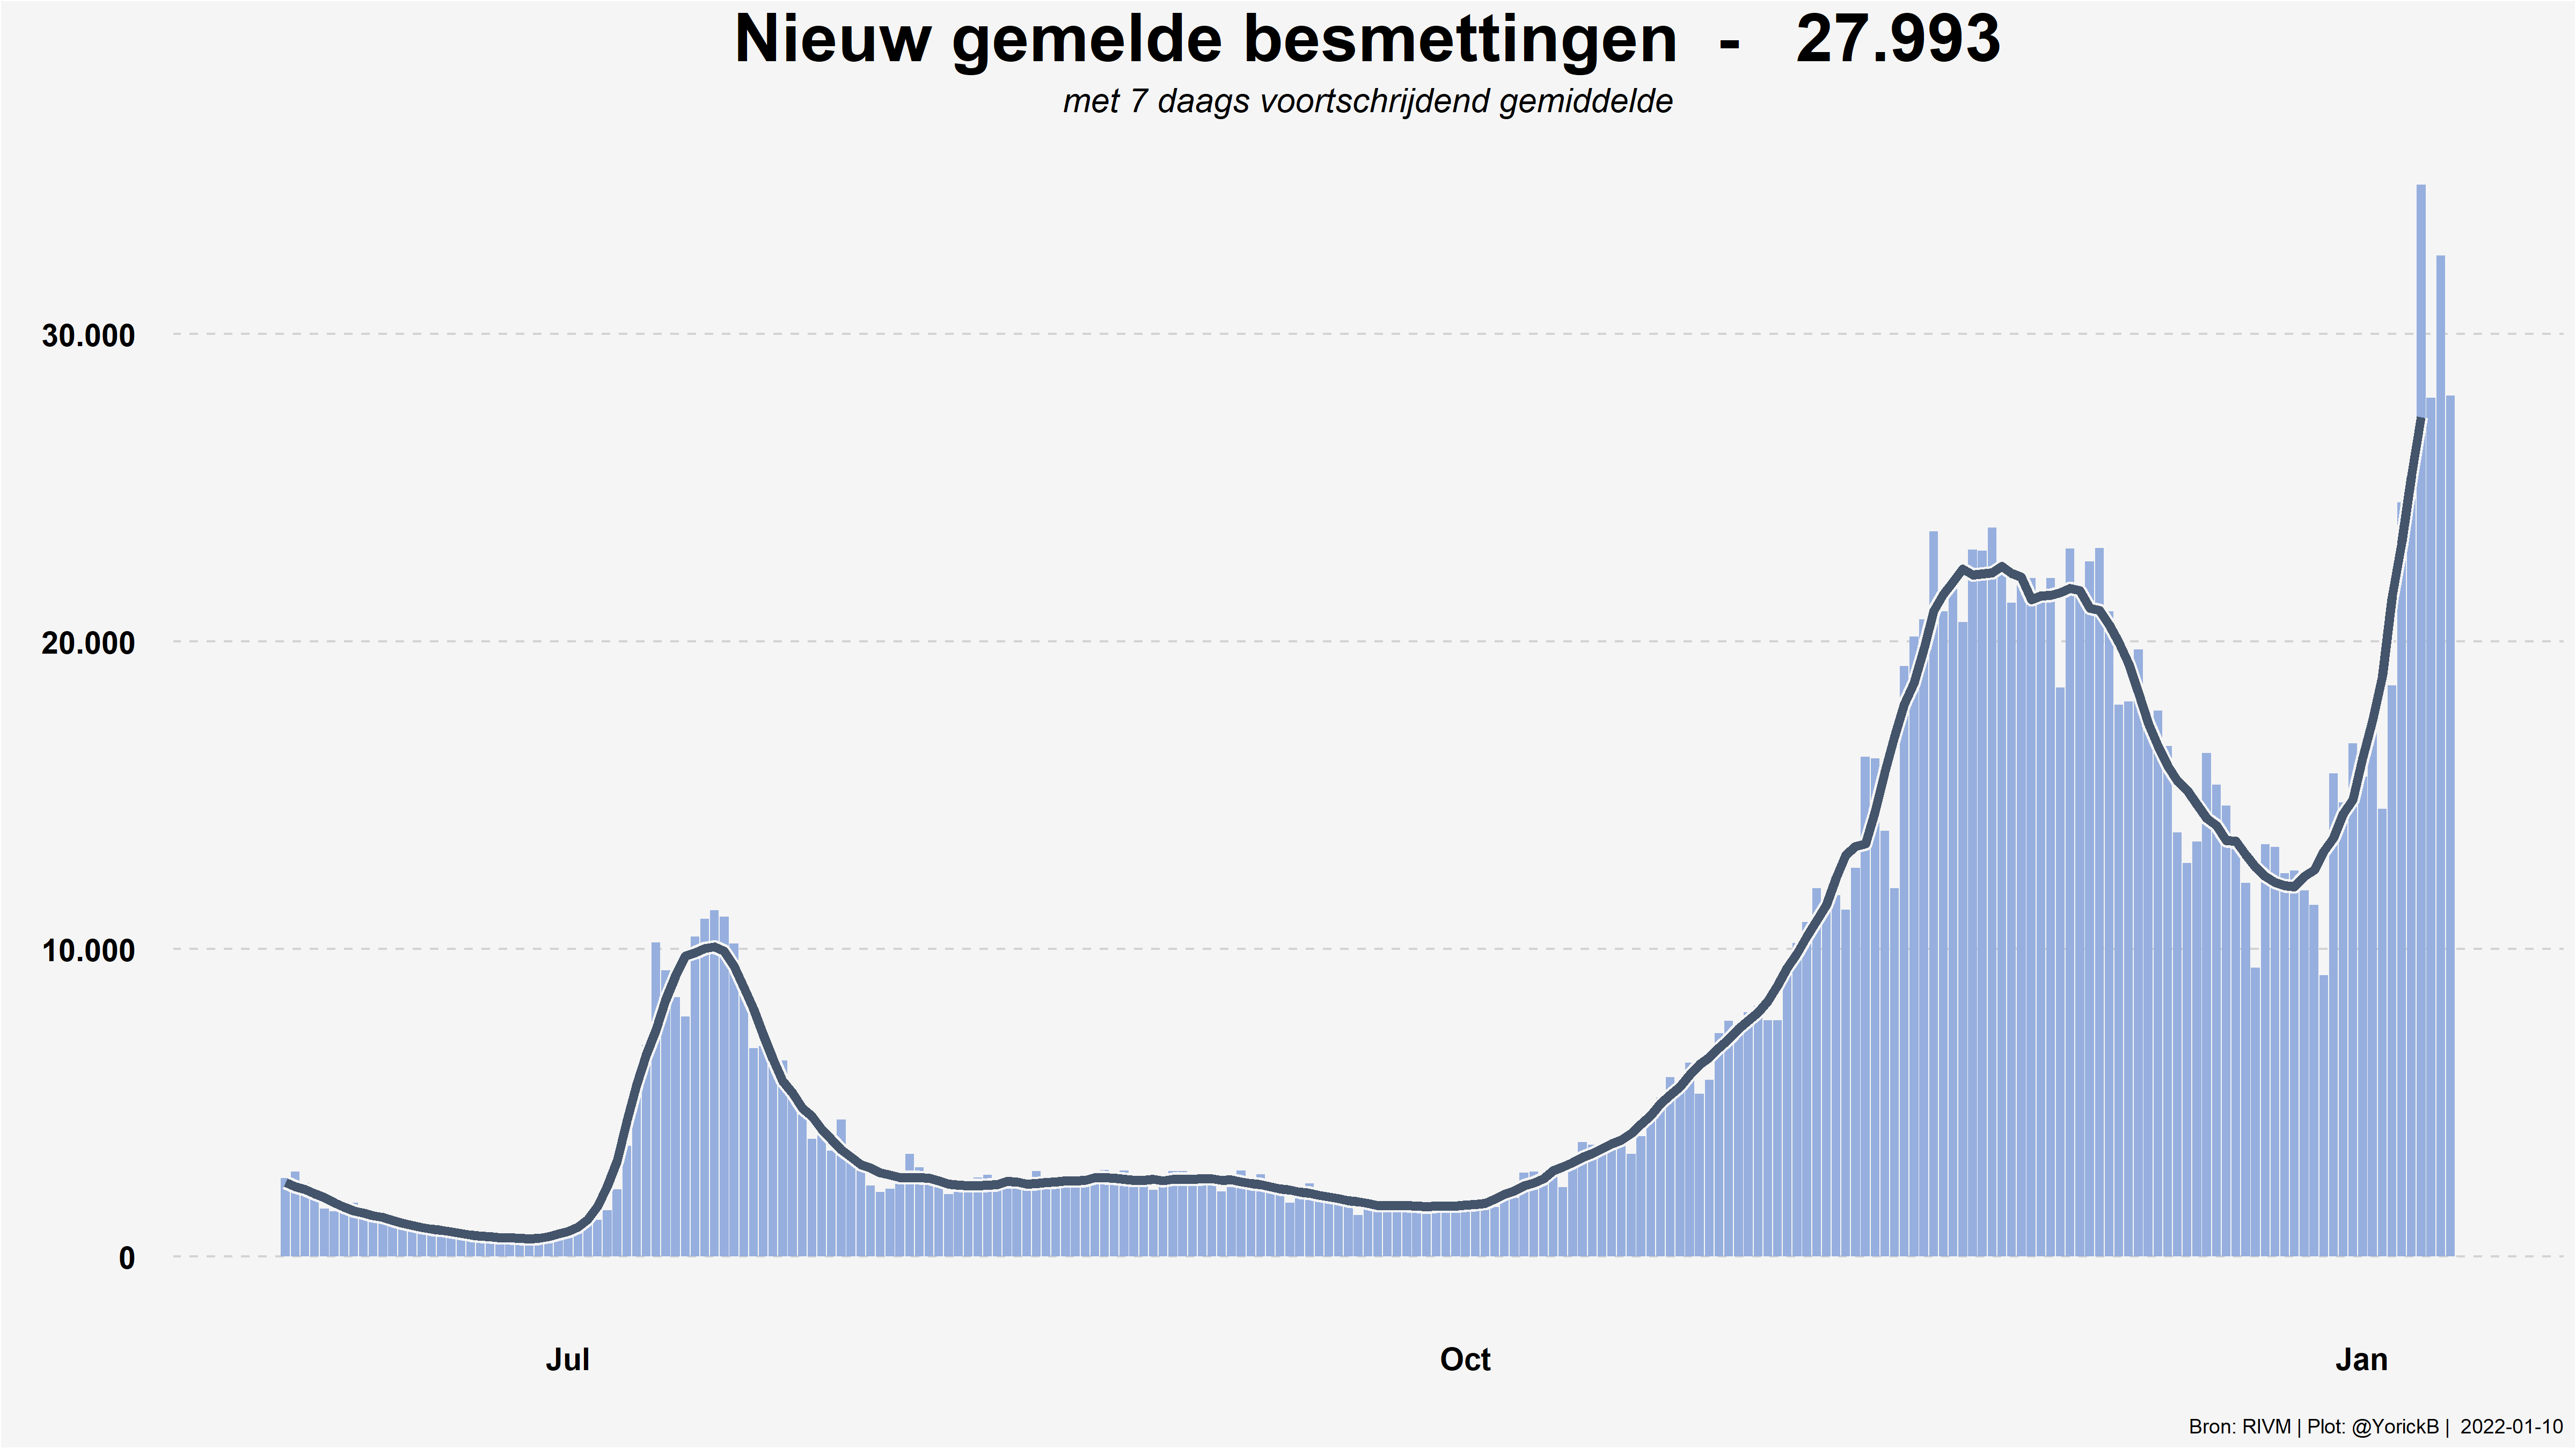 Nieuw gemelde besmettingen - 27.993
met 7 daags voortschrijdend gemiddelde
30.000
20.000
10.000
0
Jul Oct Jan
Bron: RIVM | Plot: @YorickB | 2022-01-10